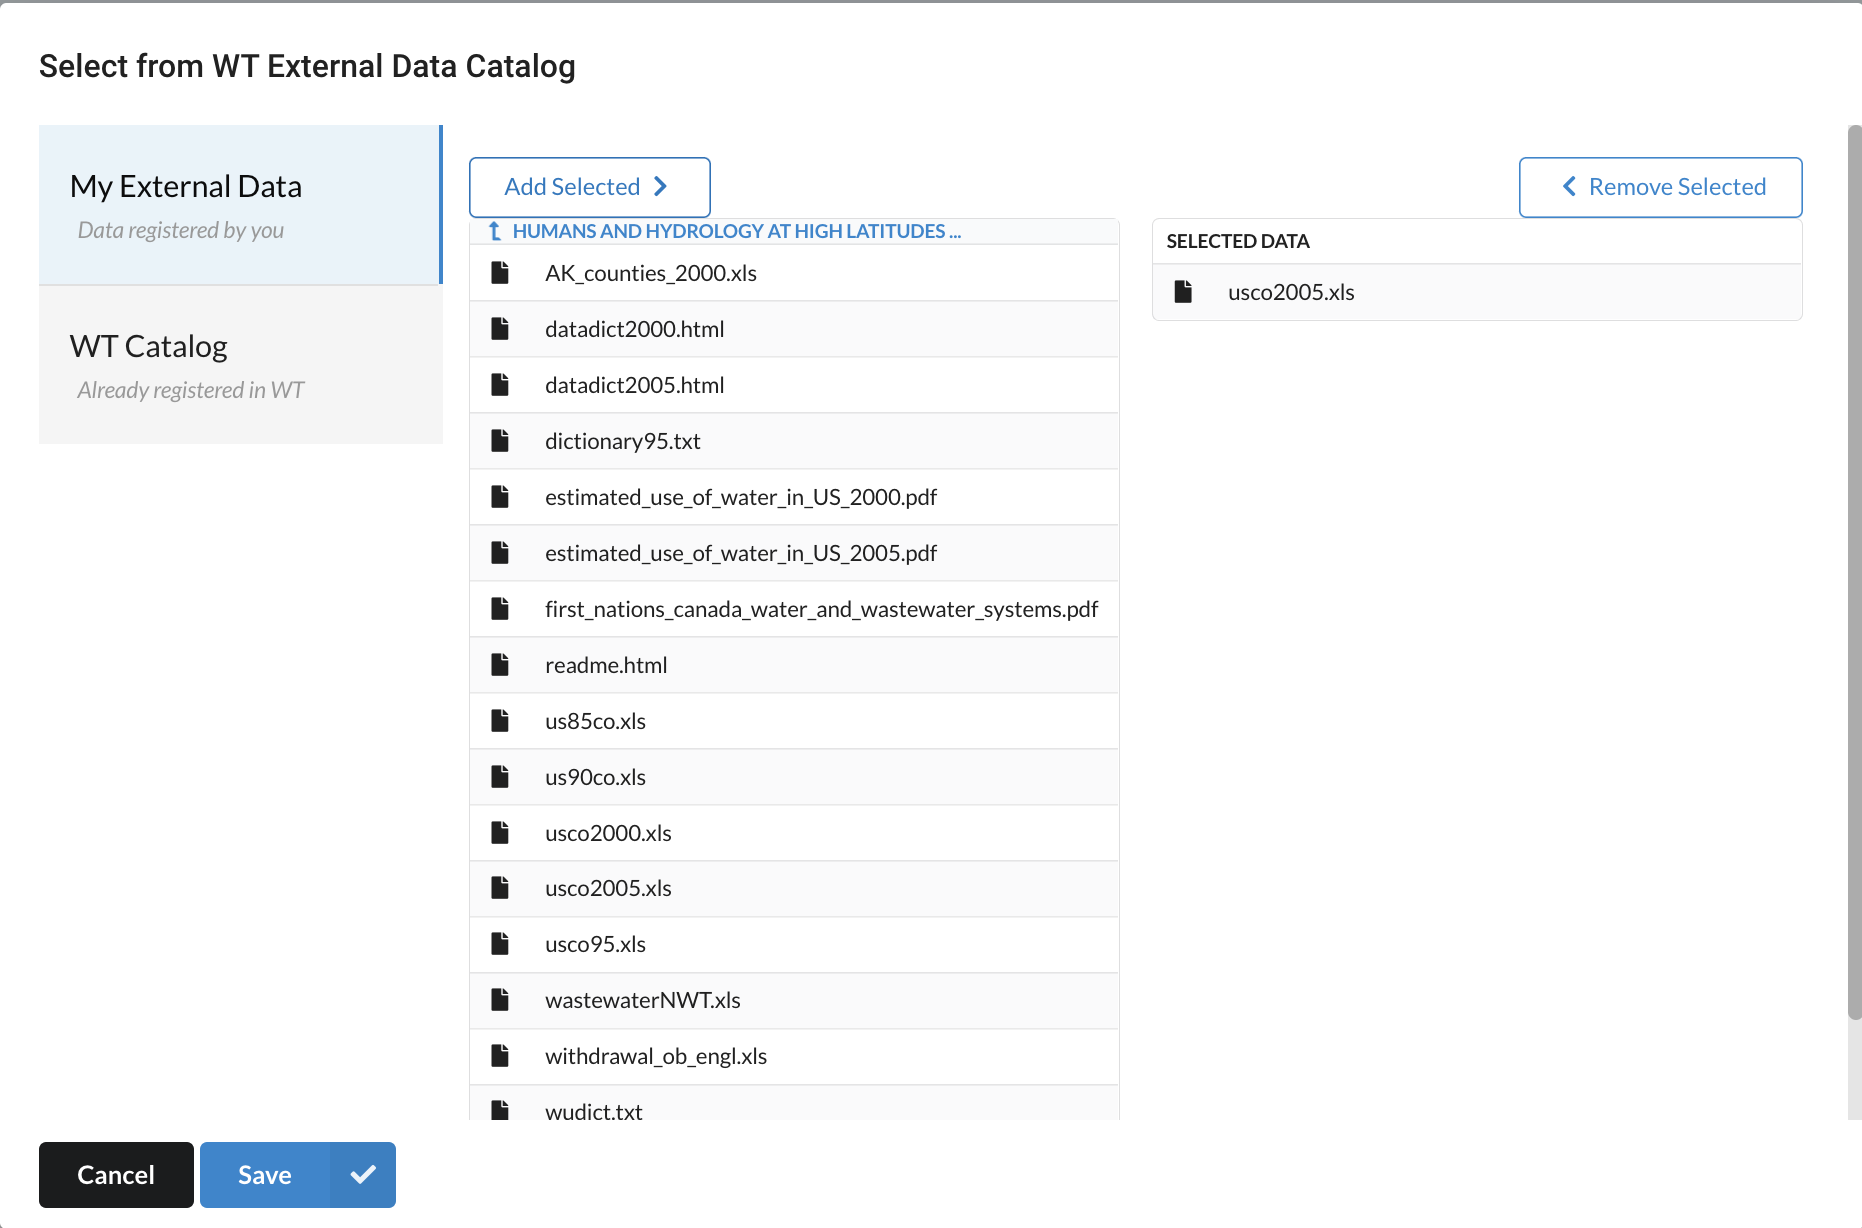 Select from WT External Data Catalog
My External Data
Data registered by you
WT Catalog
Already registered in WT
Add Selected
HUMANS AND HYDROLOGY AT HIGH LATITUDES ...
AK_counties_2000.xls
datadict2000.html
datadict2005.html
dictionary95.txt
estimated_use_of_water_in_US_2000.pdf
estimated_use_of_water_in_US_2005.pdf
first_nations_canada_water_and_wastewater_systems.pdf
readme.html
us85co.xls
us90co.xls
usco2000.xls
usco2005.xls
usco95.xls
wastewaterNWT.xls
withdrawal_ob_engl.xls
wudict.txt
Remove Selected
SELECTED DATA
usco2005.xls
Cancel
Save